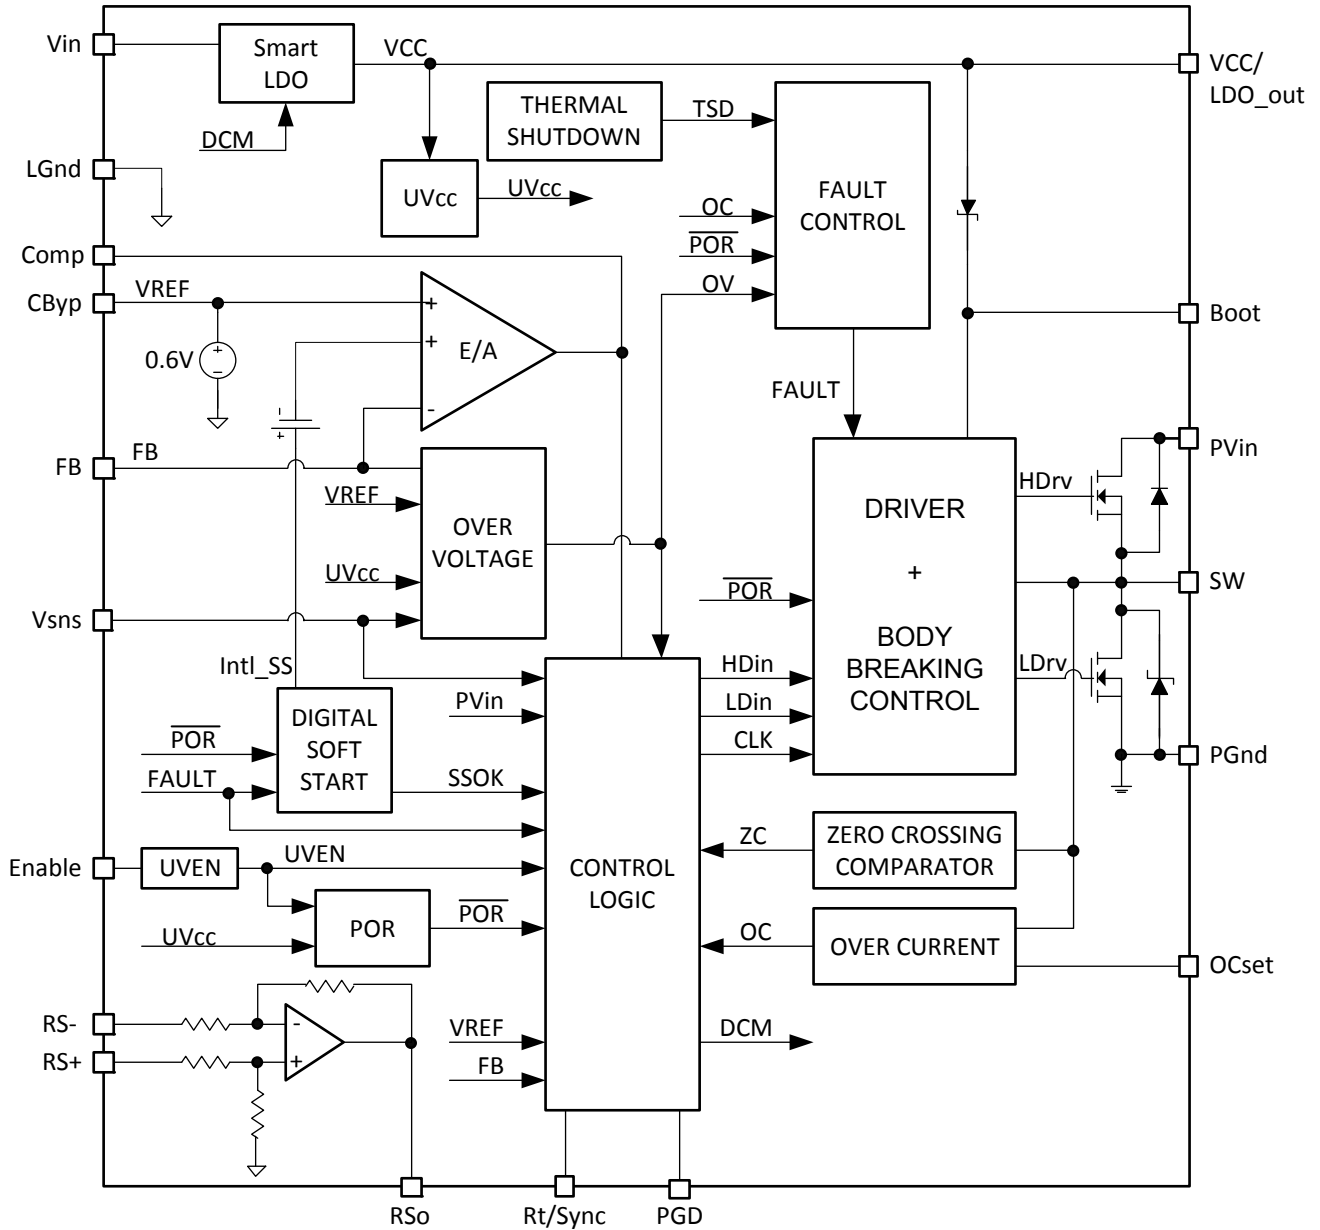 Vin
Smart
LDO
VCC
VCC/
LDO_out
DCM
THERMAL
SHUTDOWN
TSD
LGnd
UVcc
UVcc
FAULT
CONTROL
OC
POR
OV
Comp
CByp
VREF
+
+
-
E/A
0.6V
+
-
-
+
Boot
FAULT
FB
FB
VREF
OVER
VOLTAGE
UVcc
Vsns
PVin
HDrv
DRIVER
+
BODY
BREAKING
CONTROL
POR
SW
LDrv
Intl_SS
DIGITAL
SOFT
START
POR
FAULT
SSOK
PVin
HDin
LDin
CLK
PGnd
Enable
UVEN
UVEN
CONTROL
LOGIC
ZC
ZERO CROSSING
COMPARATOR
POR
POR
UVcc
OC
OVER CURRENT
OCset
RS-
RS+
-
+
VREF
FB
DCM
RSo
Rt/Sync
PGD